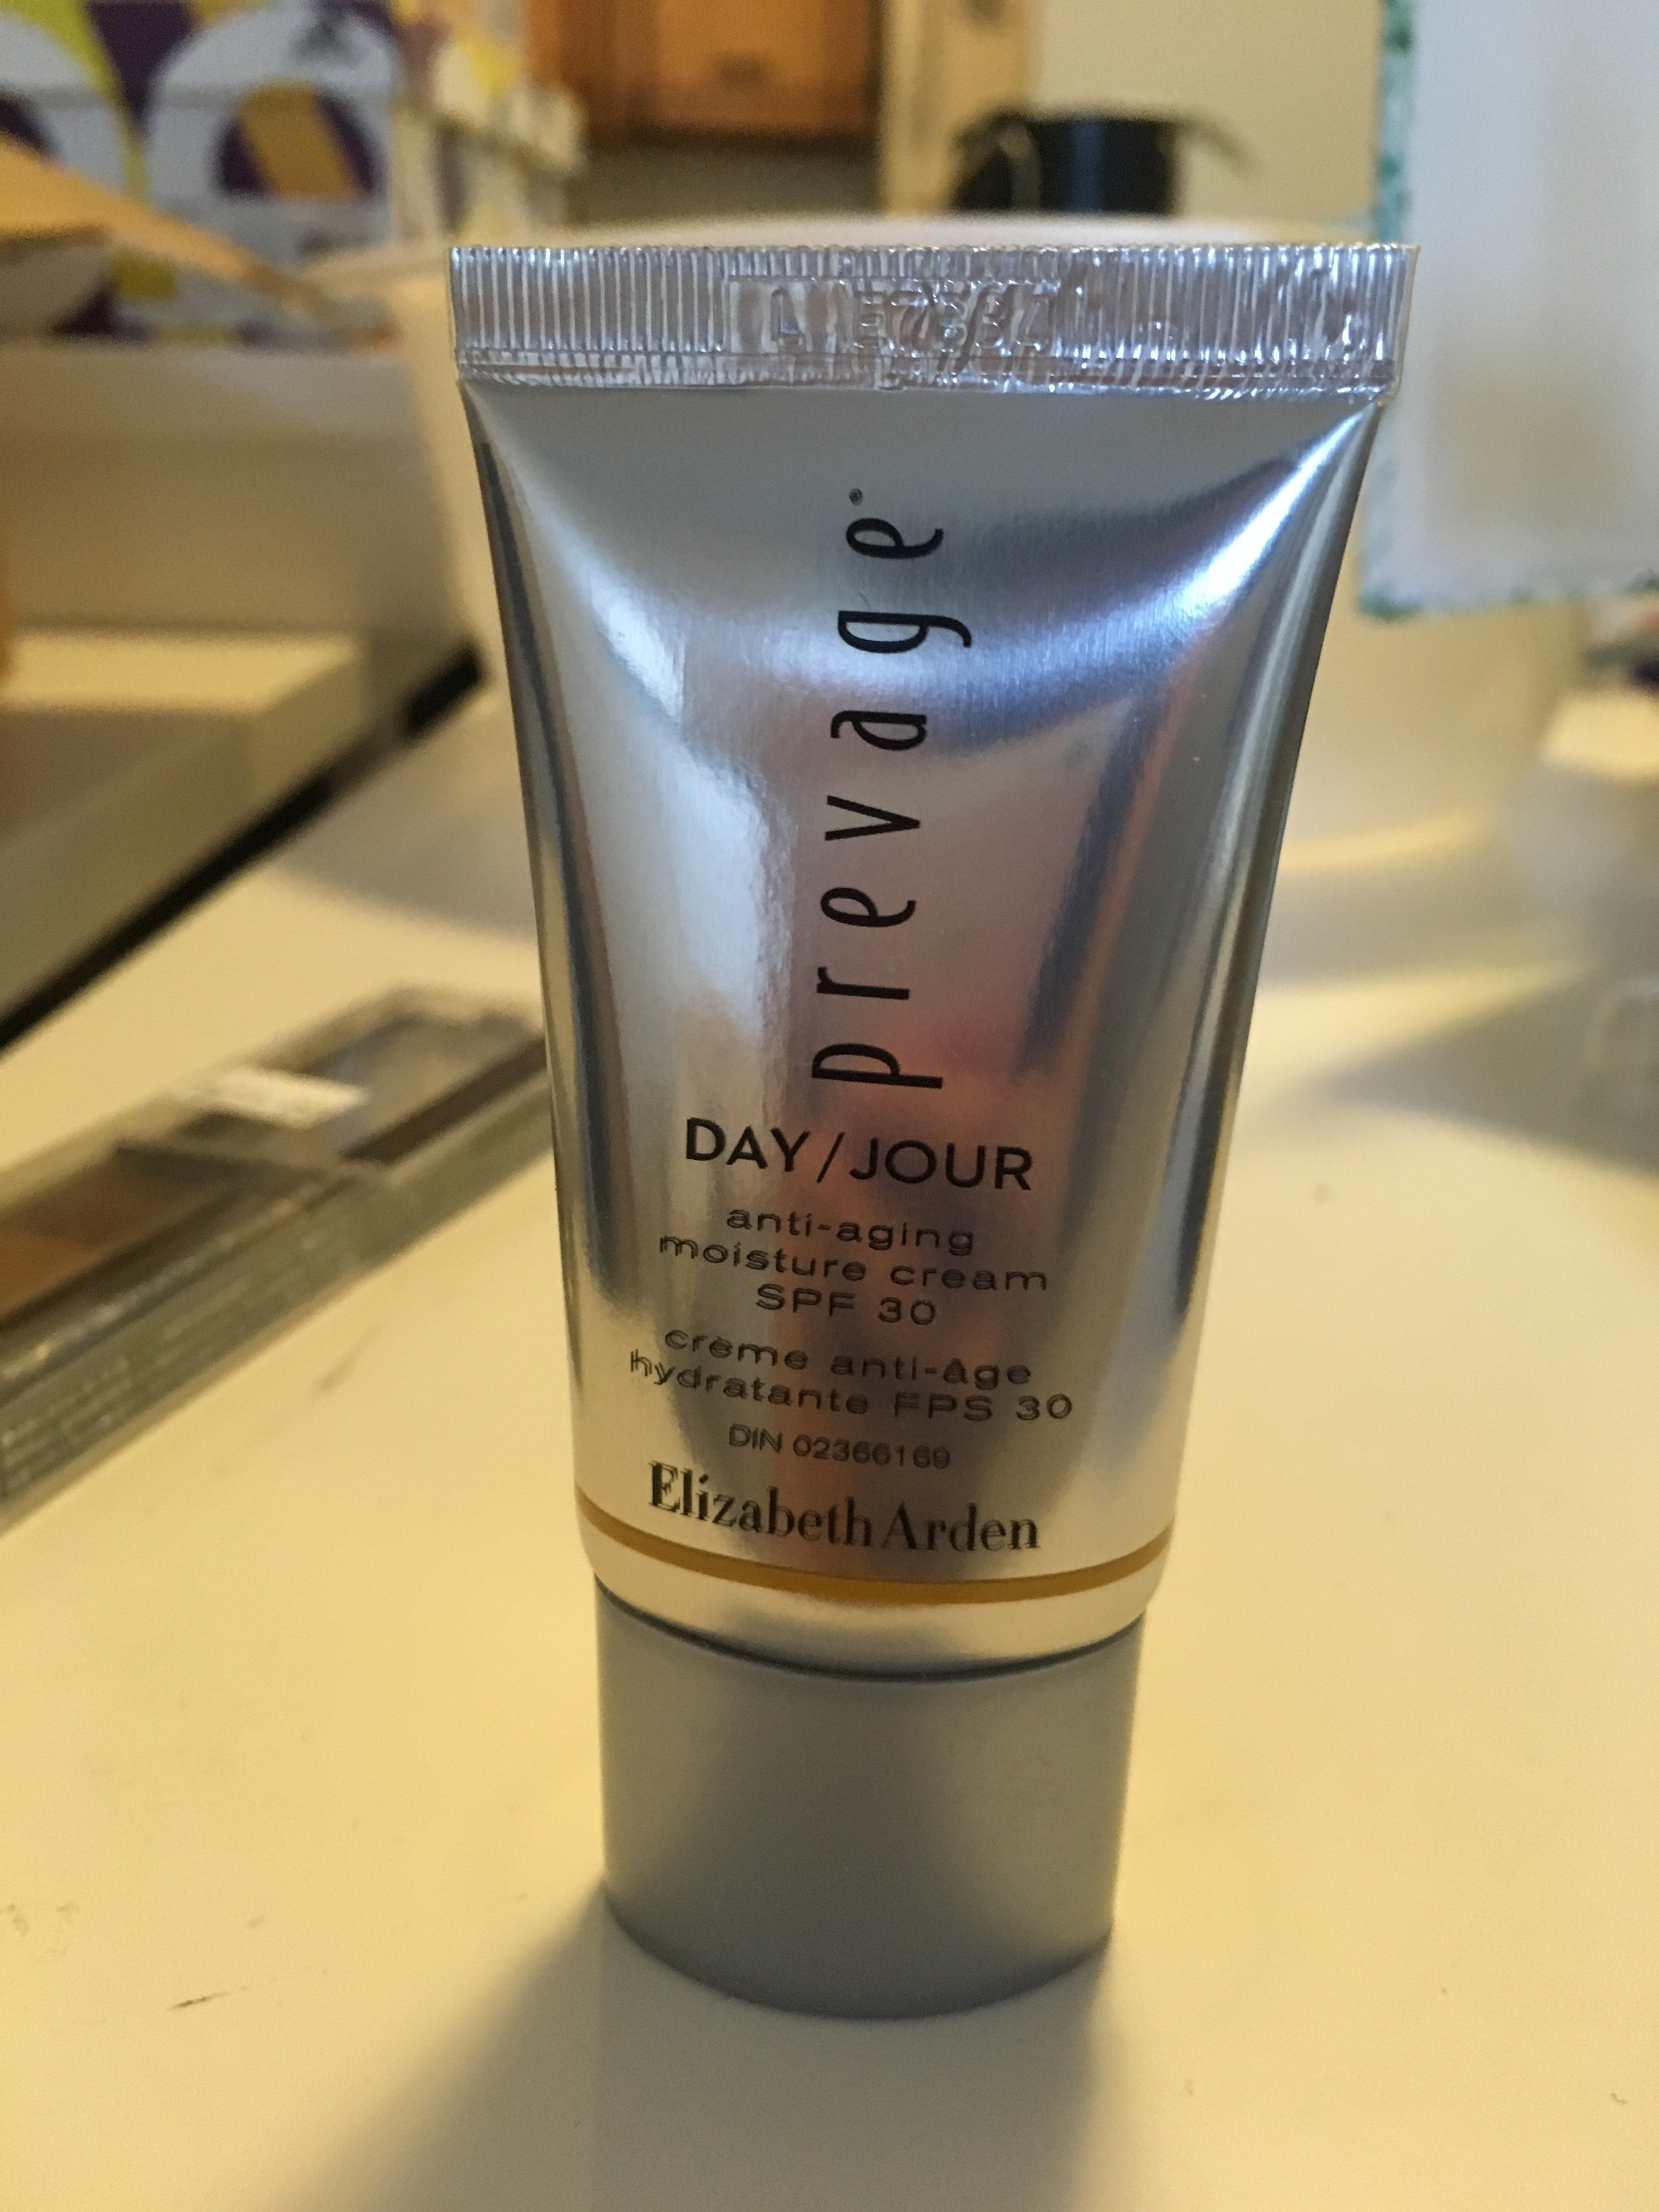 prevage
DAY/JOUR
anti-aging
moisture cream
SPF 30
crème anti-âge
hydratante FPS 30
DIN 02366169
Elizabeth Arden